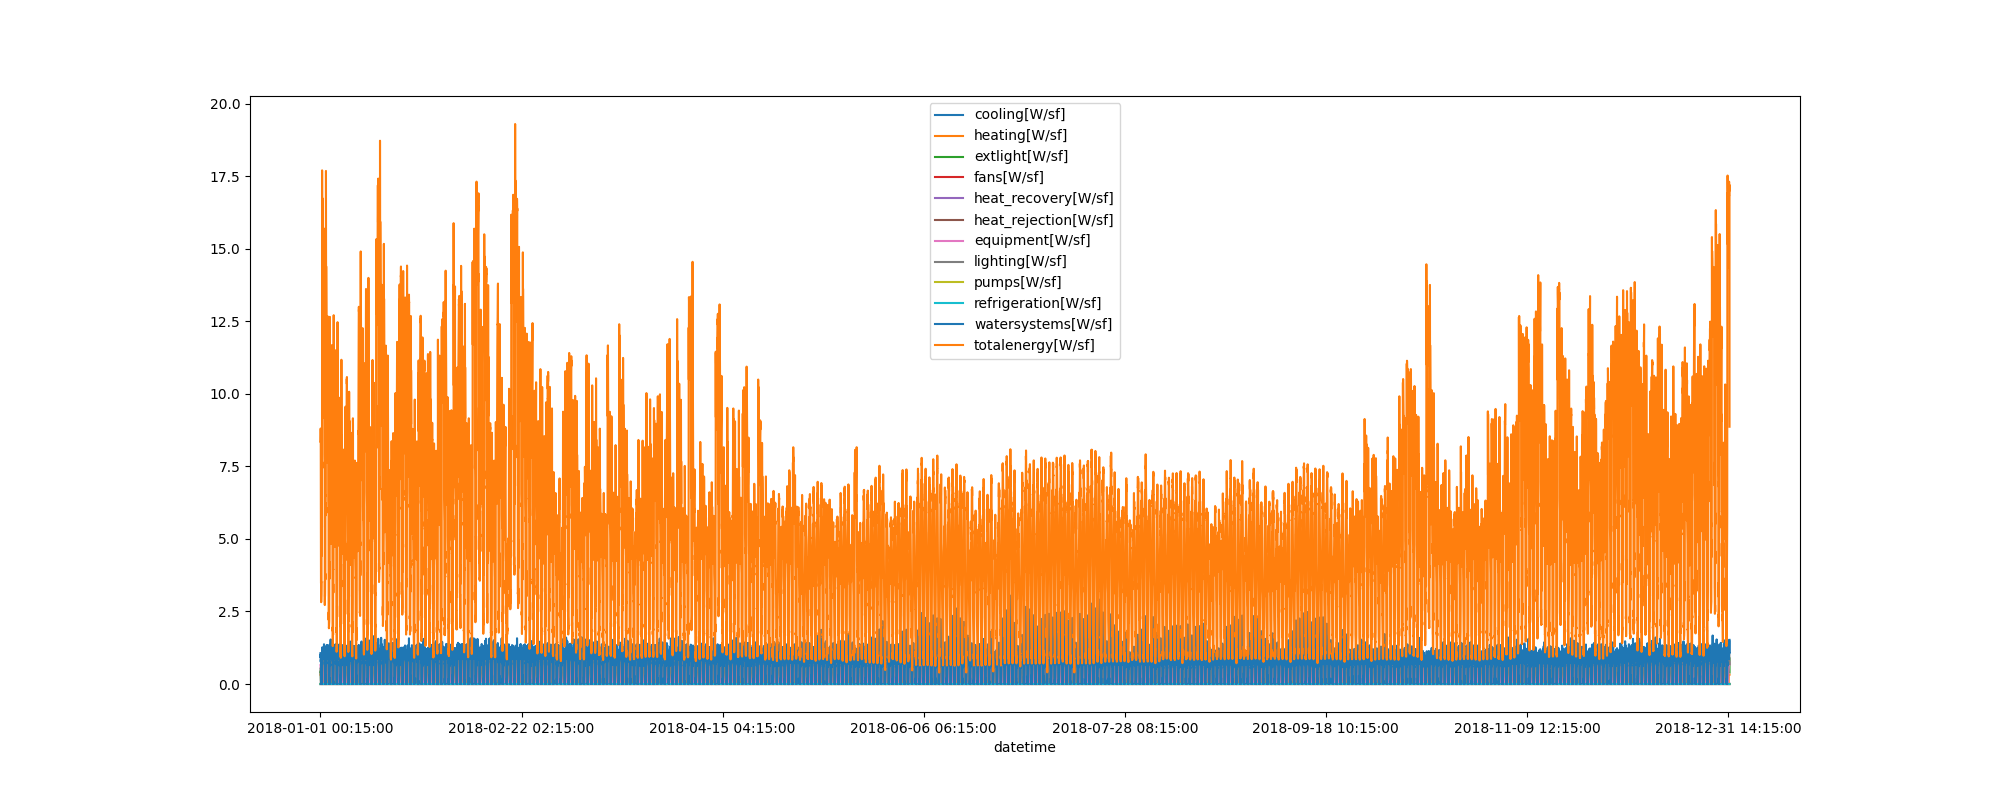 20.0
17.5
15.0
12.5
10.0
7.5
5.0
2.5
0.0
cooling[W/sf]
heating[W/sf]
extlight[W/sf]
fans[W/sf]
heat_recovery[W/sf]
heat_rejection[W/sf]
equipment[W/sf]
lighting[W/sf]
pumps[W/sf]
refrigeration[W/sf]
watersystems[W/sf]
totalenergy[W/sf]
2018-01-01 00:15:00 2018-02-22 02:15:00 2018-04-15 04:15:00 2018-06-06 06:15:00 2018-07-28 08:15:00 2018-09-18 10:15:00 2018-11-09 12:15:00 2018-12-31 14:15:00
datetime